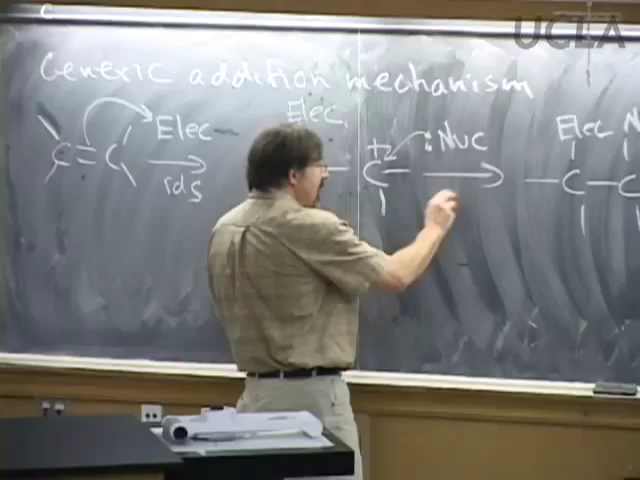 UCLA
Generic addition mechanism
C=C Elec rds
Elec C+ :Nuc
Elec N
C C